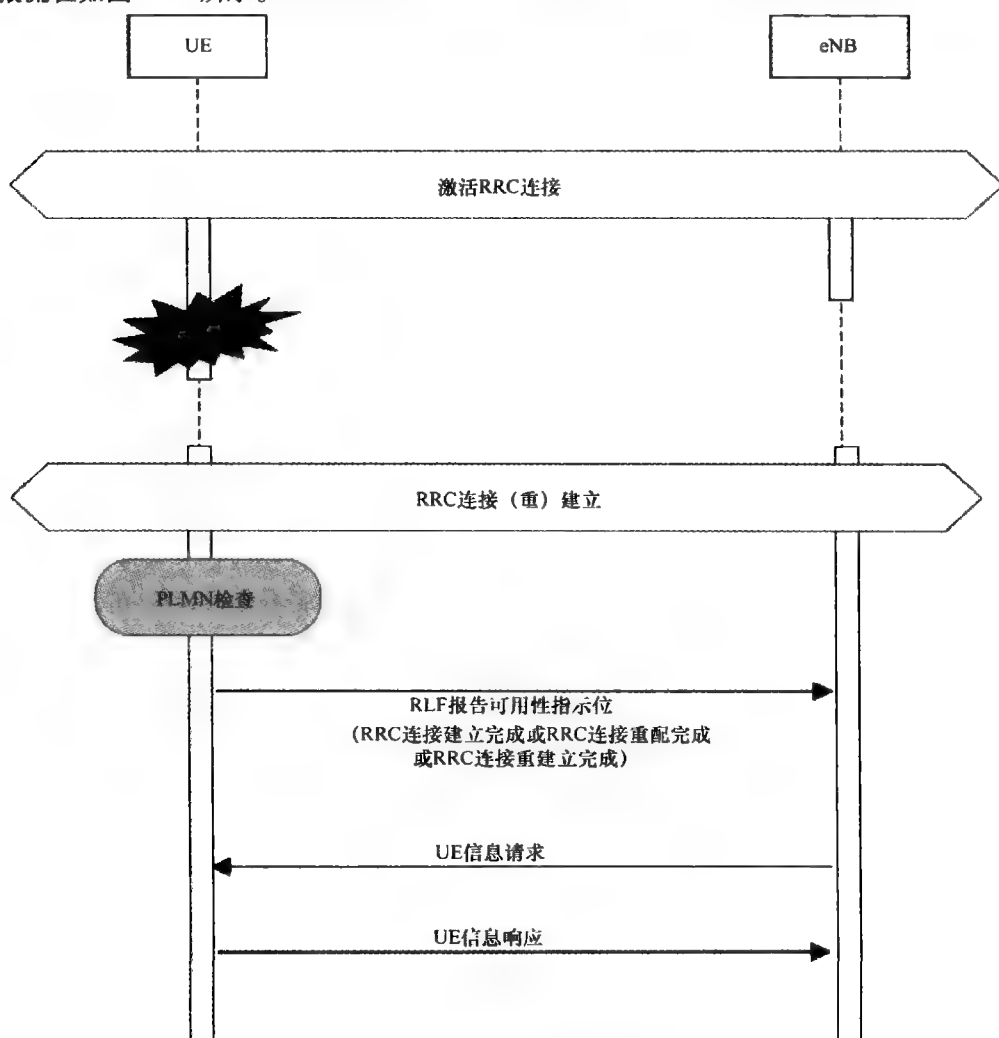 UE
eNB
激活RRC连接
RRC连接（重）建立
PLMN检查
RLF报告可用性指示位
（RRC连接建立完成或RRC连接重配完成
或RRC连接重建立完成）
UE信息请求
UE信息响应